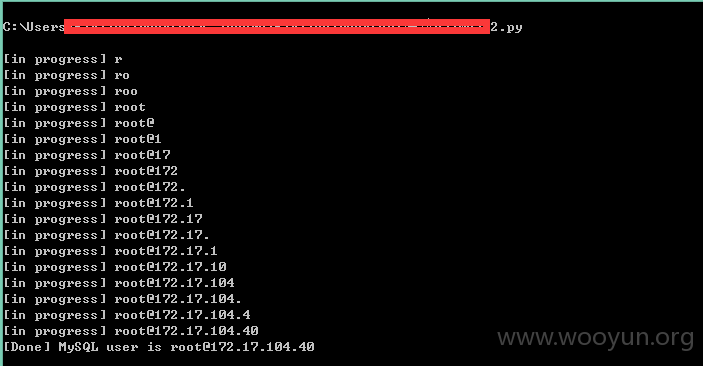 C:\Users
2.py
[in progress] r
[in progress] ro
[in progress] roo
[in progress] root
[in progress] root@
[in progress] root@1
[in progress] root@17
[in progress] root@172
[in progress] root@172.
[in progress] root@172.1
[in progress] root@172.17
[in progress] root@172.17.
[in progress] root@172.17.1
[in progress] root@172.17.10
[in progress] root@172.17.104
[in progress] root@172.17.104.
[in progress] root@172.17.104.4
[in progress] root@172.17.104.40
[Done] MySQL user is root@172.17.104.40
www.wooyun.org